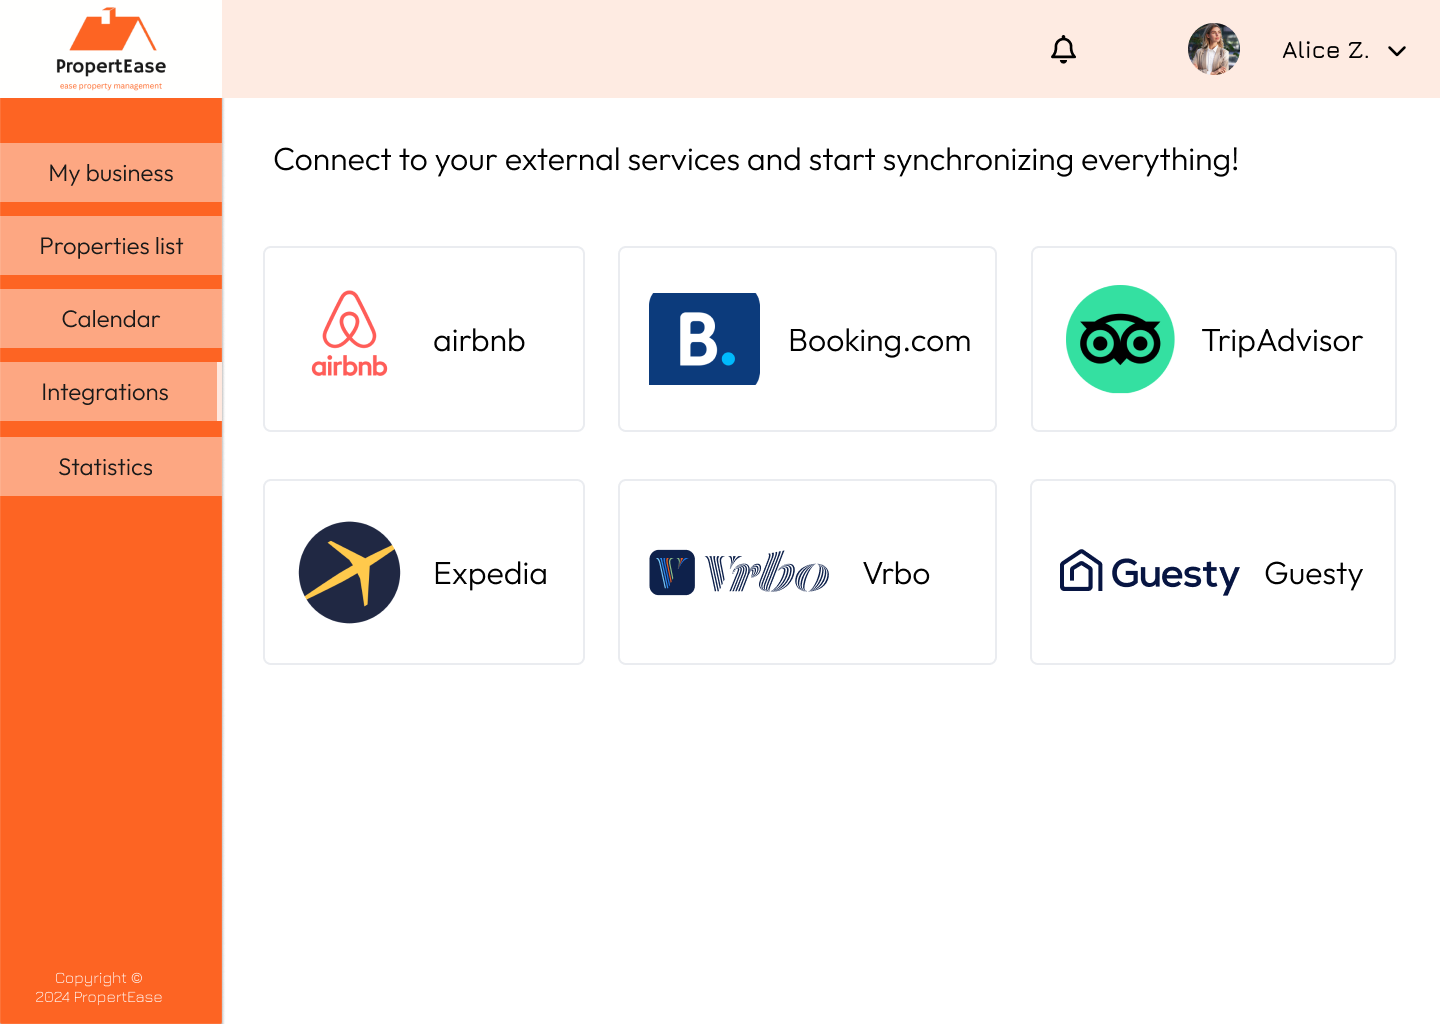 PropertEase
ease property management
Alice Z.
My business
Properties list
Calendar
Integrations
Statistics
Copyright ©
2024 PropertEase
Connect to your external services and start synchronizing everything!
airbnb
airbnb
B.
Booking.com
TripAdvisor
Expedia
V
Vrbo
Vrbo
Guesty
Guesty